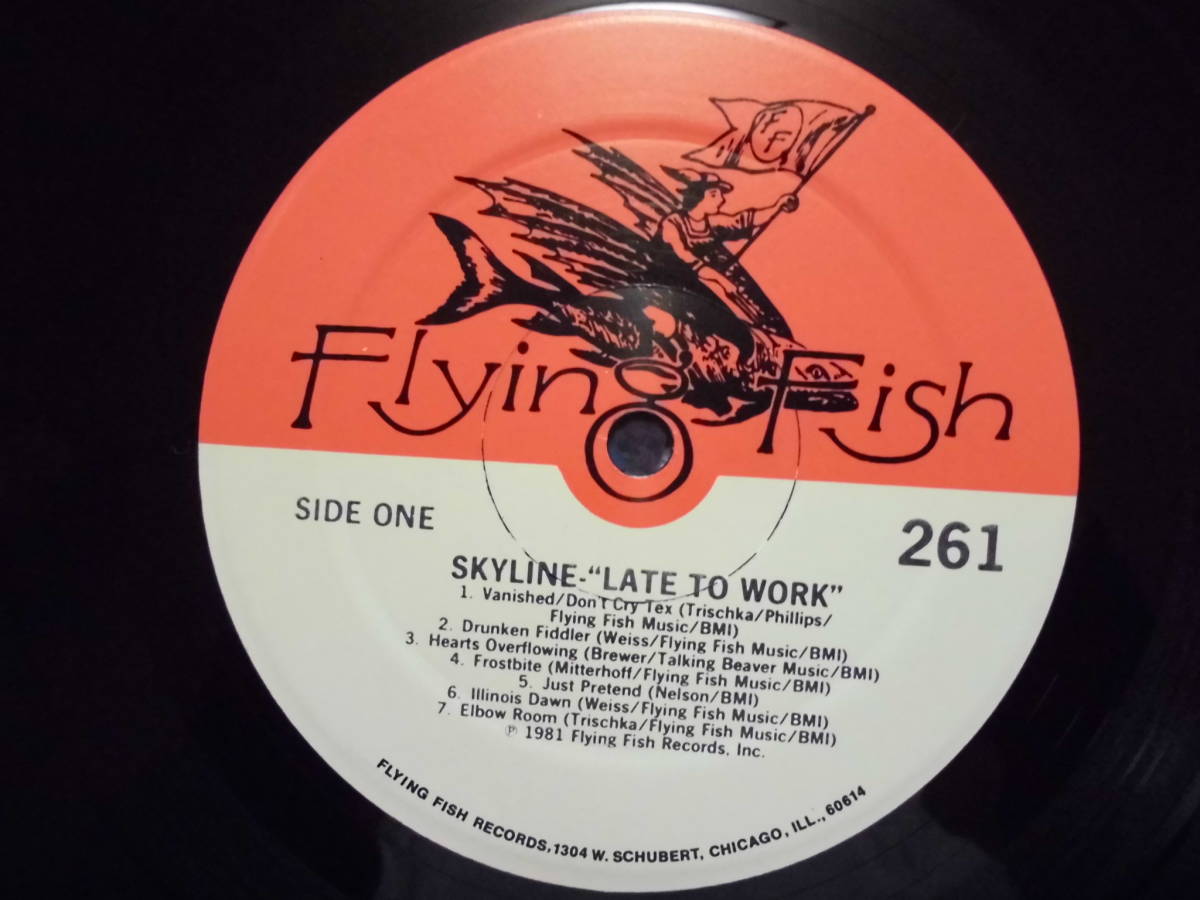 FF
Flying Fish
SIDE ONE
261
SKYLINE-"LATE TO WORK"
1. Vanished/Don't Cry Tex (Trischka/Phillips/
Flying Fish Music/BMI)
2. Drunken Fiddler (Weiss/Flying Fish Music/BMI)
3. Hearts Overflowing (Brewer/Talking Beaver Music/BMI)
4. Frostbite (Mitterhoff/Flying Fish Music/BMI)
5. Just Pretend (Nelson/BMI)
6. Illinois Dawn (Weiss/Flying Fish Music/BMI)
7. Elbow Room (Trischka/Flying Fish Music/BMI)
℗ 1981 Flying Fish Records, Inc.
FLYING FISH RECORDS, 1304 W. SCHUBERT, CHICAGO, ILL., 60614